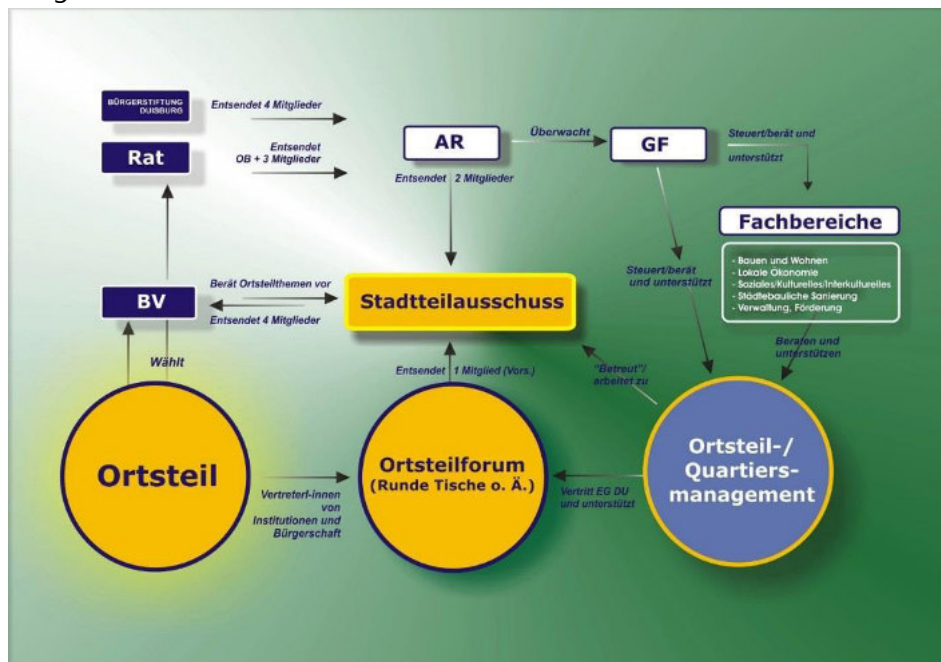 BÜRGERSTIFTUNG
DUISBURG
Entsendet 4 Mitglieder
Rat
Entsendet
OB + 3 Mitglieder
AR
Überwacht
GF
Steuert/berät und
unterstützt
Entsendet 2 Mitglieder
Fachbereiche
- Bauen und Wohnen
- Lokale Ökonomie
- Soziales/Kulturelles/Interkulturelles
- Städtebauliche Sanierung
- Verwaltung, Förderung
BV
Berät Ortsteilthemen vor
Entsendet 4 Mitglieder
Stadtteilausschuss
Steuert/berät
und unterstützt
Beraten und
unterstützen
Wählt
Entsendet 1 Mitglied (Vors.)
"Betreut"/
arbeitet zu
Ortsteil
Ortsteilforum
(Runde Tische o. Ä.)
Ortsteil-/
Quartiers-
management
Vertreterl-innen
von
Institutionen und
Bürgerschaft
Vertritt EG DU
und unterstützt